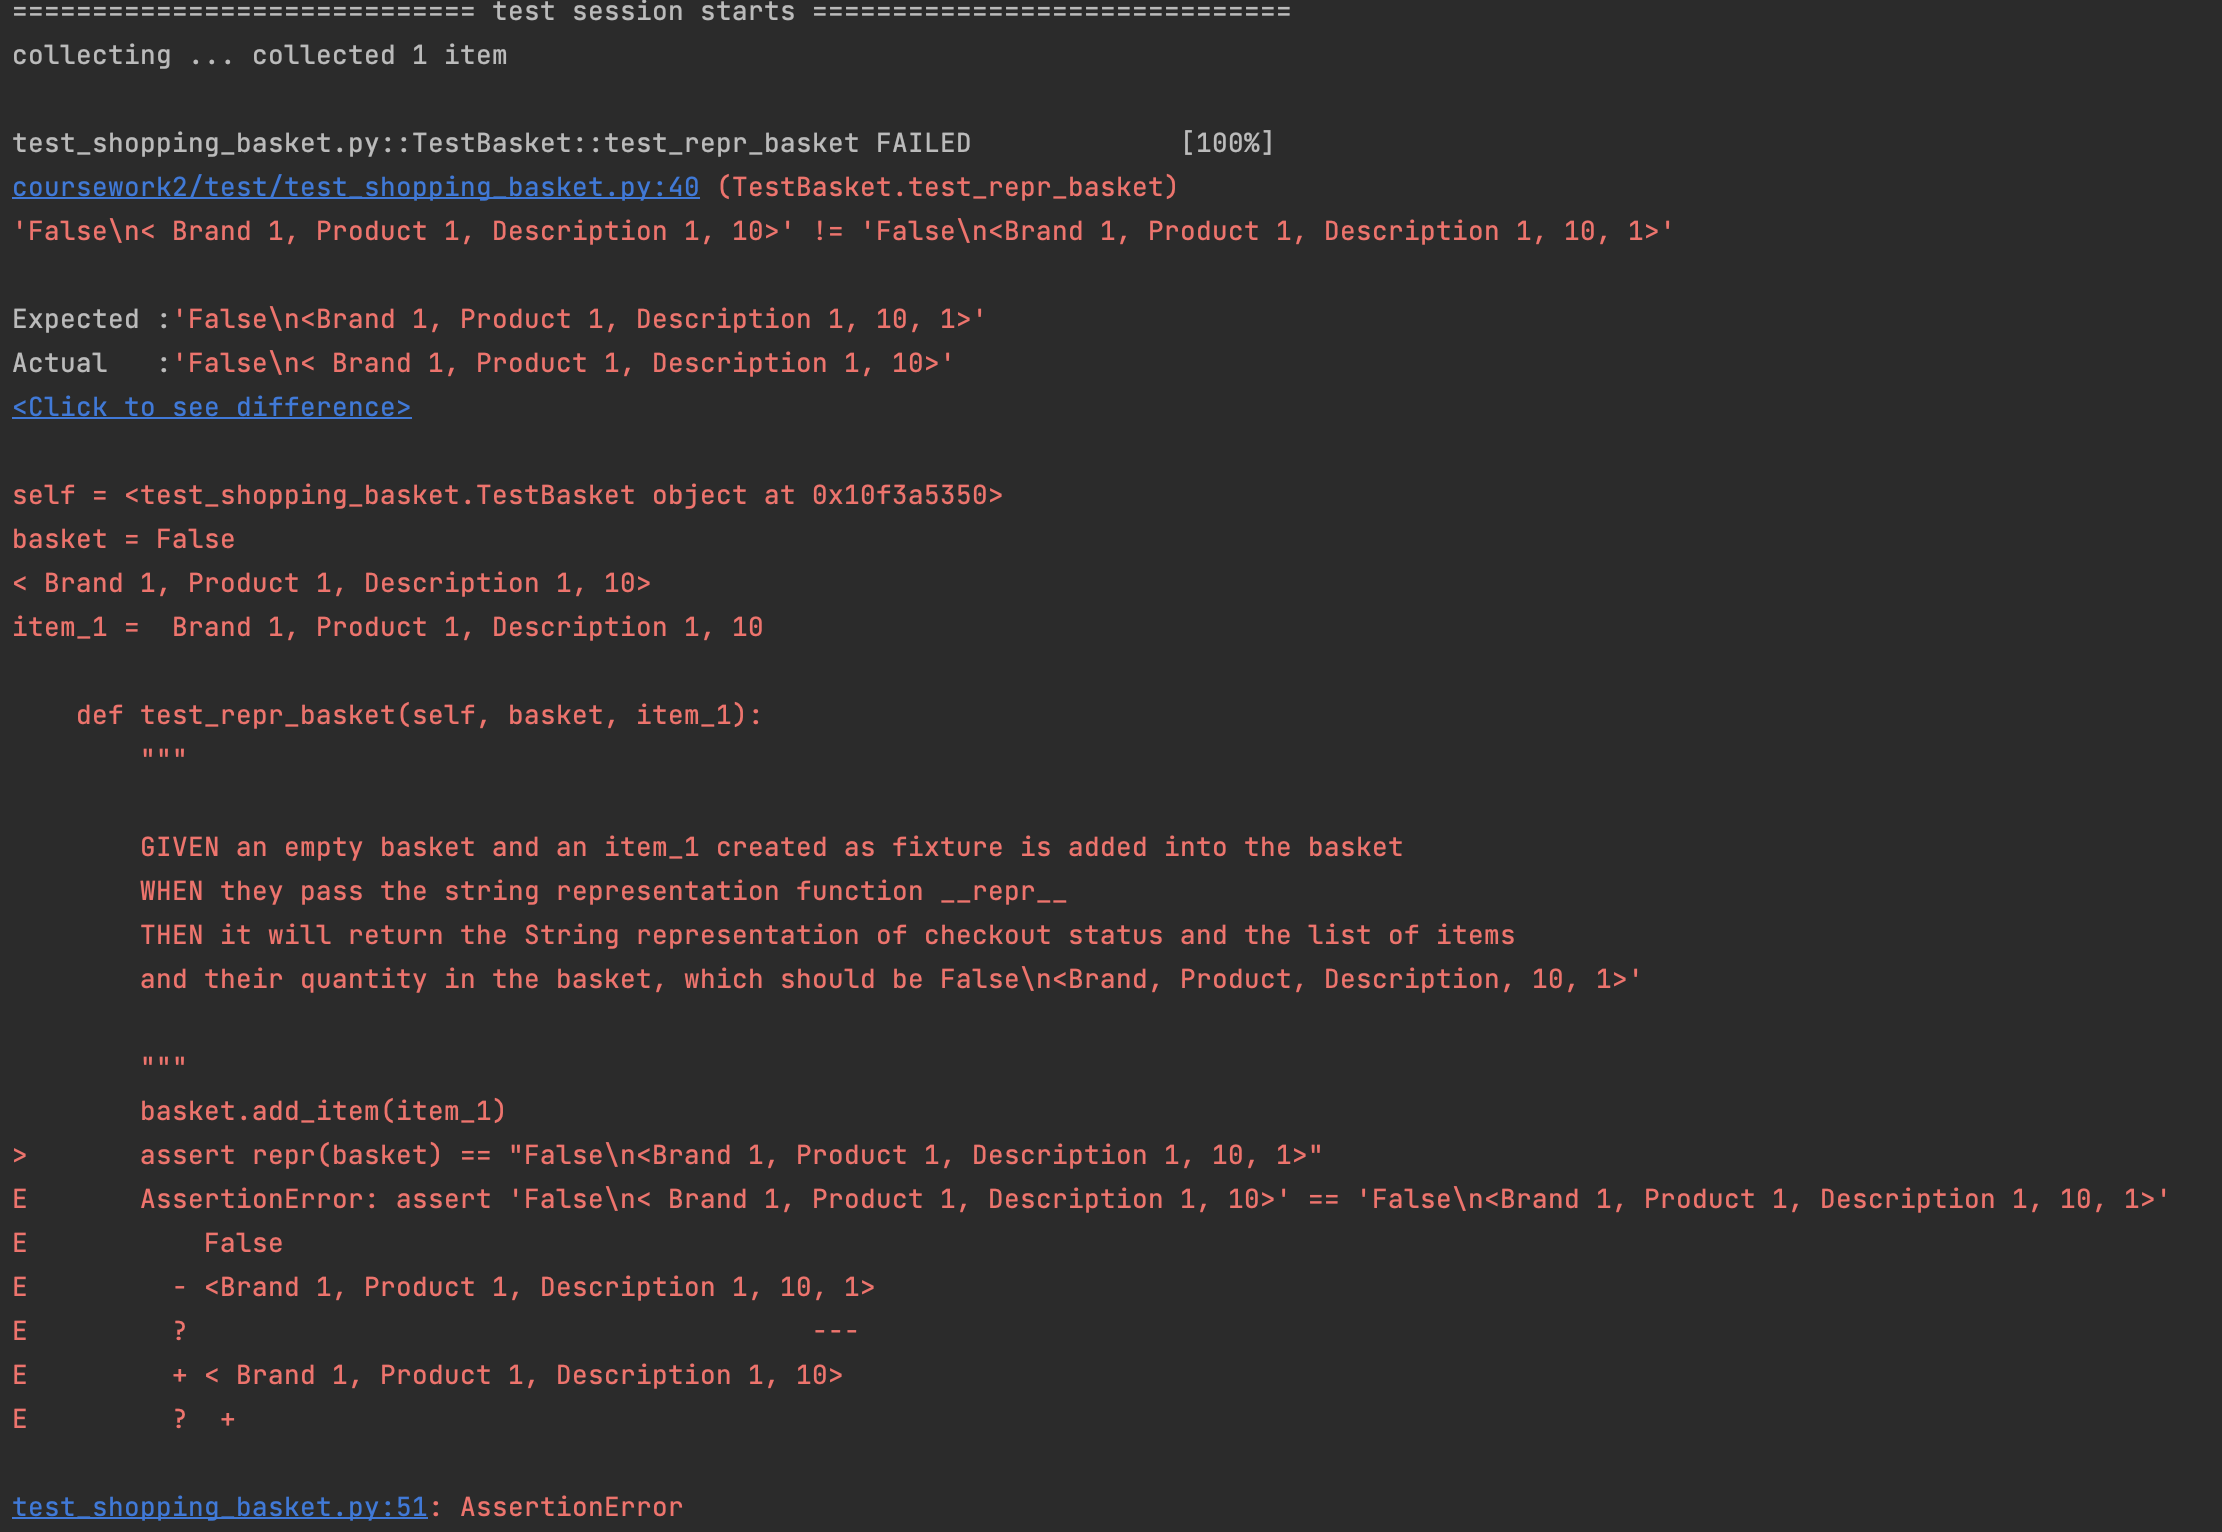 ============================= test session starts ==============================
collecting ... collected 1 item
test_shopping_basket.py::TestBasket::test_repr_basket FAILED             [100%]
coursework2/test/test_shopping_basket.py:40 (TestBasket.test_repr_basket)
'False\n< Brand 1, Product 1, Description 1, 10>' != 'False\n<Brand 1, Product 1, Description 1, 10, 1>'
Expected :'False\n<Brand 1, Product 1, Description 1, 10, 1>'
Actual   :'False\n< Brand 1, Product 1, Description 1, 10>'
<Click to see difference>
self = <test_shopping_basket.TestBasket object at 0x10f3a5350>
basket = False
< Brand 1, Product 1, Description 1, 10>
item_1 =  Brand 1, Product 1, Description 1, 10
    def test_repr_basket(self, basket, item_1):
        """
        GIVEN an empty basket and an item_1 created as fixture is added into the basket
        WHEN they pass the string representation function __repr__
        THEN it will return the String representation of checkout status and the list of items
        and their quantity in the basket, which should be False\n<Brand, Product, Description, 10, 1>'
        """
        basket.add_item(item_1)
>       assert repr(basket) == "False\n<Brand 1, Product 1, Description 1, 10, 1>"
E       AssertionError: assert 'False\n< Brand 1, Product 1, Description 1, 10>' == 'False\n<Brand 1, Product 1, Description 1, 10, 1>'
E           False
E         - <Brand 1, Product 1, Description 1, 10, 1>
E         ?                                       ---
E         + < Brand 1, Product 1, Description 1, 10>
E         ?  +
test_shopping_basket.py:51: AssertionError